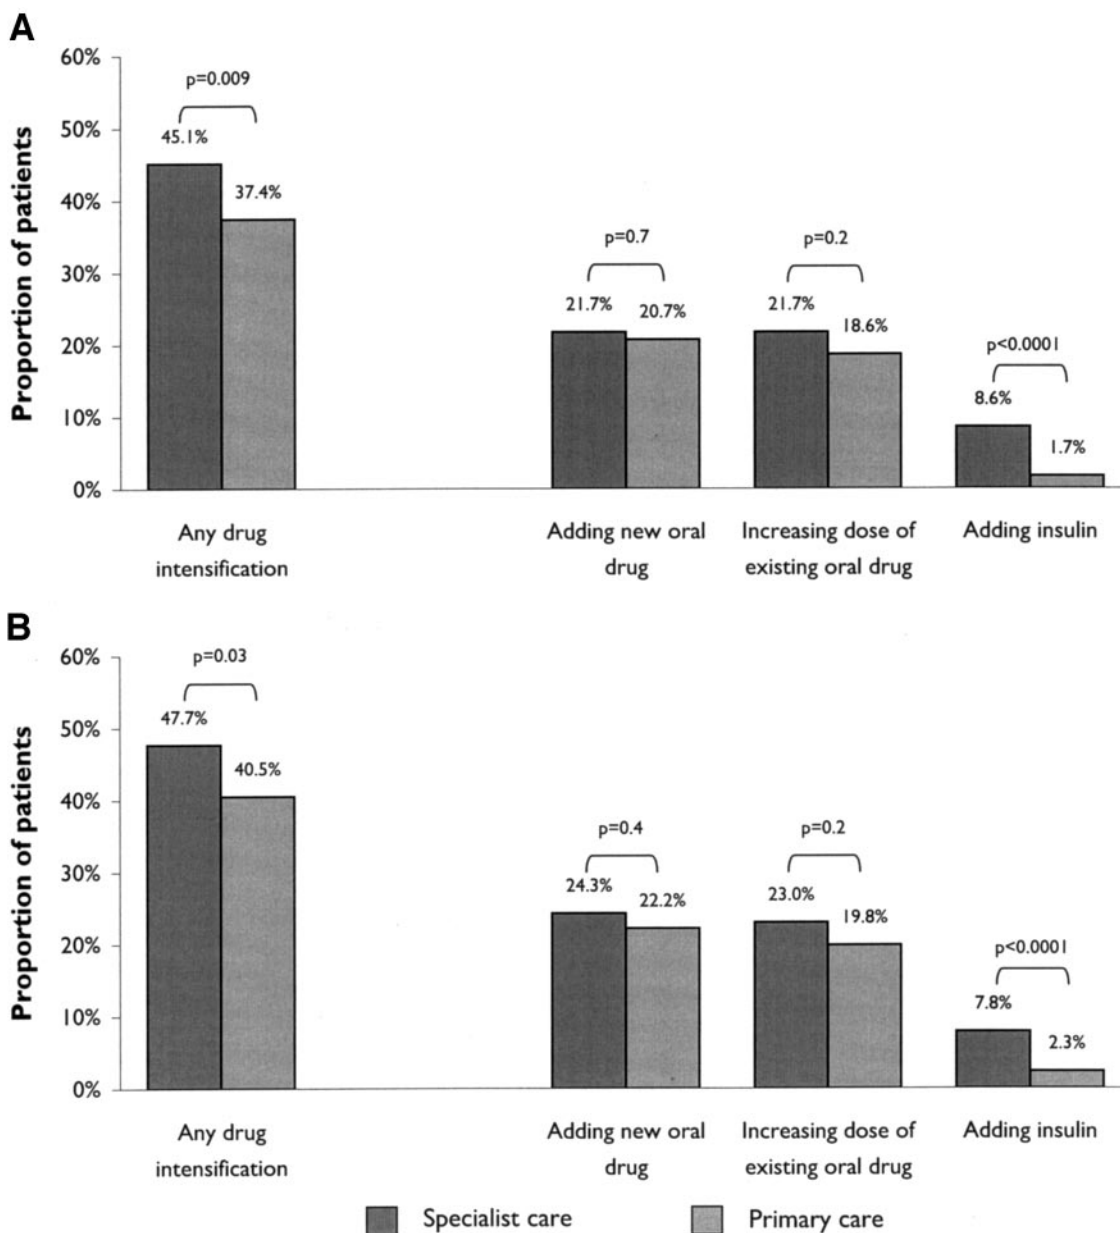 A
60%
50%
40%
30%
20%
10%
0%
Proportion of patients
p=0.009
45.1%
37.4%
p=0.7
21.7%
20.7%
p=0.2
21.7%
18.6%
p<0.0001
8.6%
1.7%
Any drug
intensification
Adding new oral
drug
Increasing dose of
existing oral drug
Adding insulin
B
60%
50%
40%
30%
20%
10%
0%
Proportion of patients
p=0.03
47.7%
40.5%
p=0.4
24.3%
22.2%
p=0.2
23.0%
19.8%
p<0.0001
7.8%
2.3%
Any drug
intensification
Adding new oral
drug
Increasing dose of
existing oral drug
Adding insulin
Specialist care
Primary care